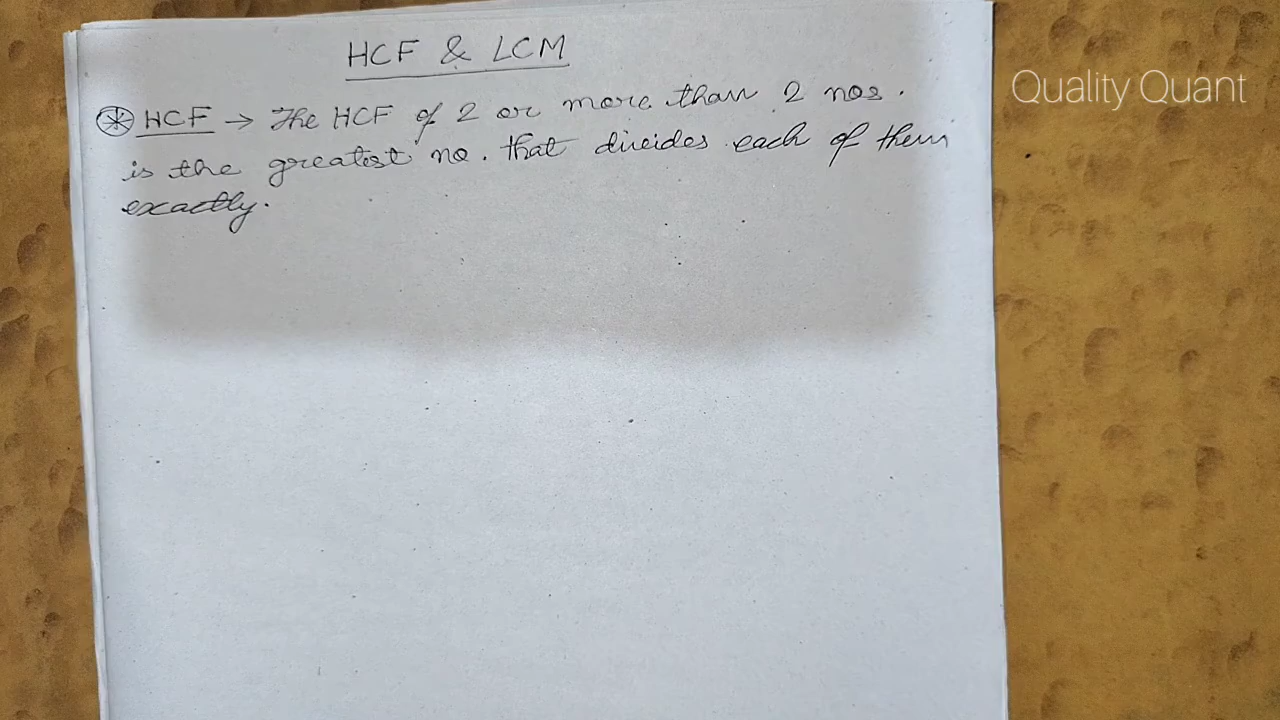 HCF & LCM
Quality Quant
⊛ HCF → The HCF of 2 or more than 2 nos.
is the greatest no. that divides each of them
exactly.